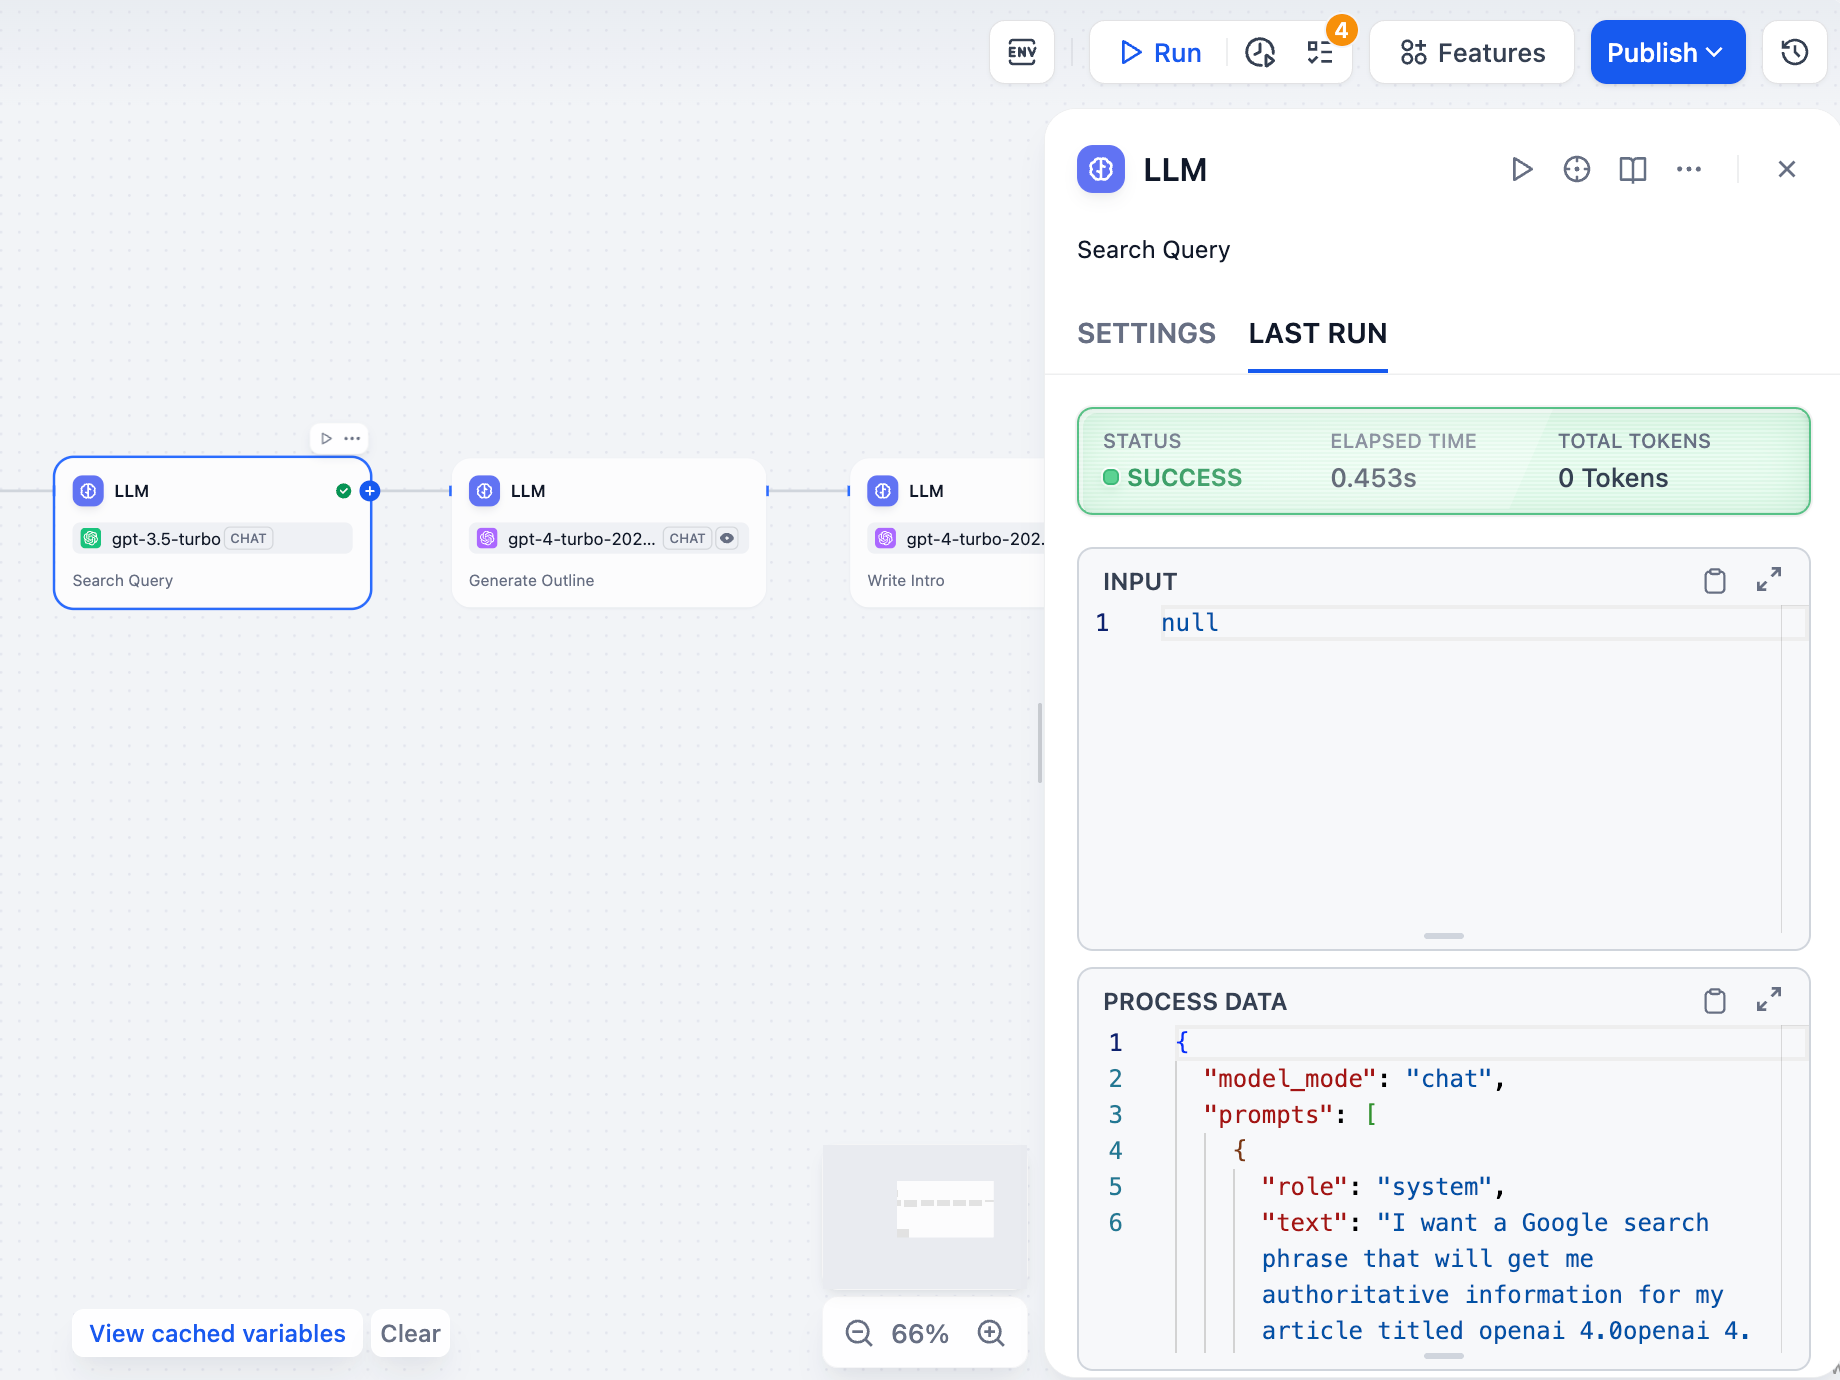 ENV
Run
4
Features
Publish
LLM
Search Query
SETTINGS
LAST RUN
STATUS
ELAPSED TIME
TOTAL TOKENS
SUCCESS
0.453s
0 Tokens
INPUT
1 null
PROCESS DATA
1 {
2 "model_mode": "chat",
3 "prompts": [
4 {
5 "role": "system",
6 "text": "I want a Google search
phrase that will get me
authoritative information for my
article titled openai 4.0openai 4.
LLM
gpt-3.5-turbo CHAT
Search Query
LLM
gpt-4-turbo-202... CHAT
Generate Outline
LLM
gpt-4-turbo-202.
Write Intro
View cached variables
Clear
66%